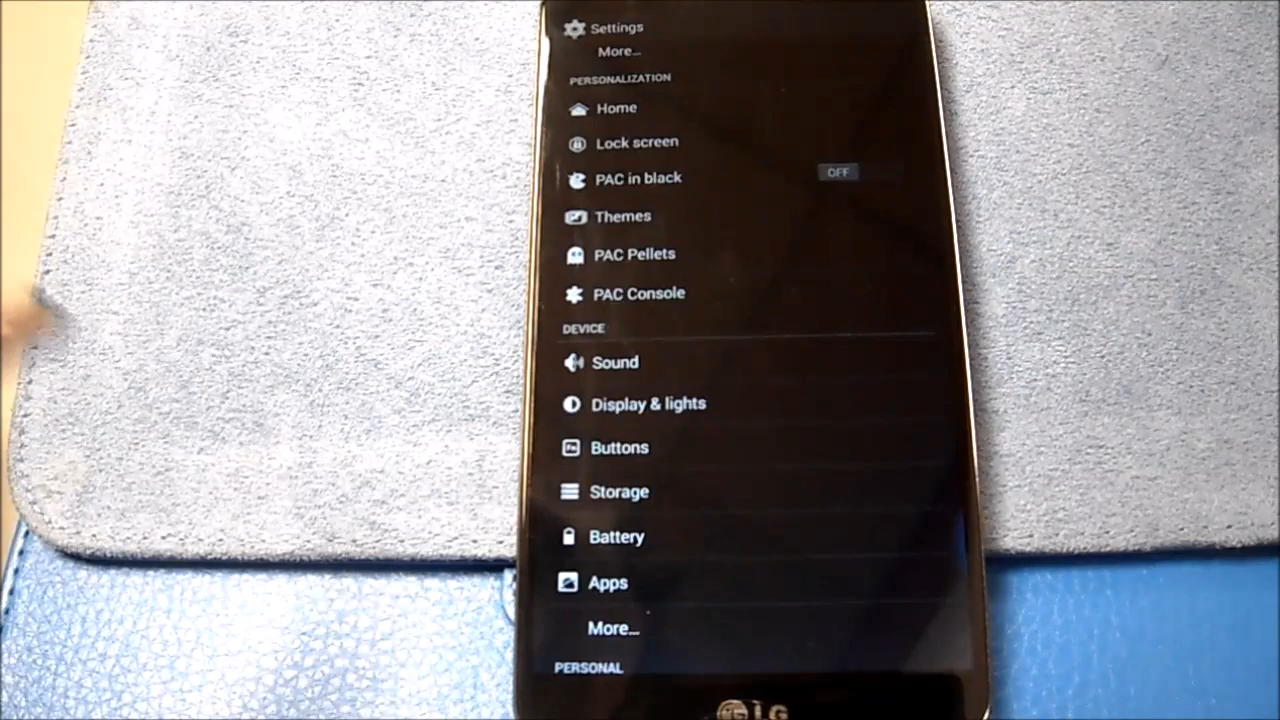 Settings
More...
PERSONALIZATION
Home
Lock screen
PAC in black
OFF
Themes
PAC Pellets
PAC Console
DEVICE
Sound
Display & lights
Buttons
Storage
Battery
Apps
More...
PERSONAL
LG